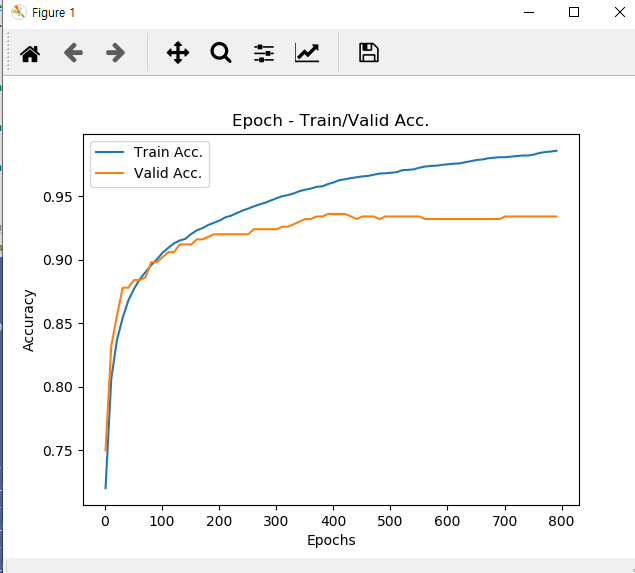 Figure 1
Epoch - Train/Valid Acc.
Train Acc.
Valid Acc.
Accuracy
0.95
0.90
0.85
0.80
0.75
0 100 200 300 400 500 600 700 800
Epochs